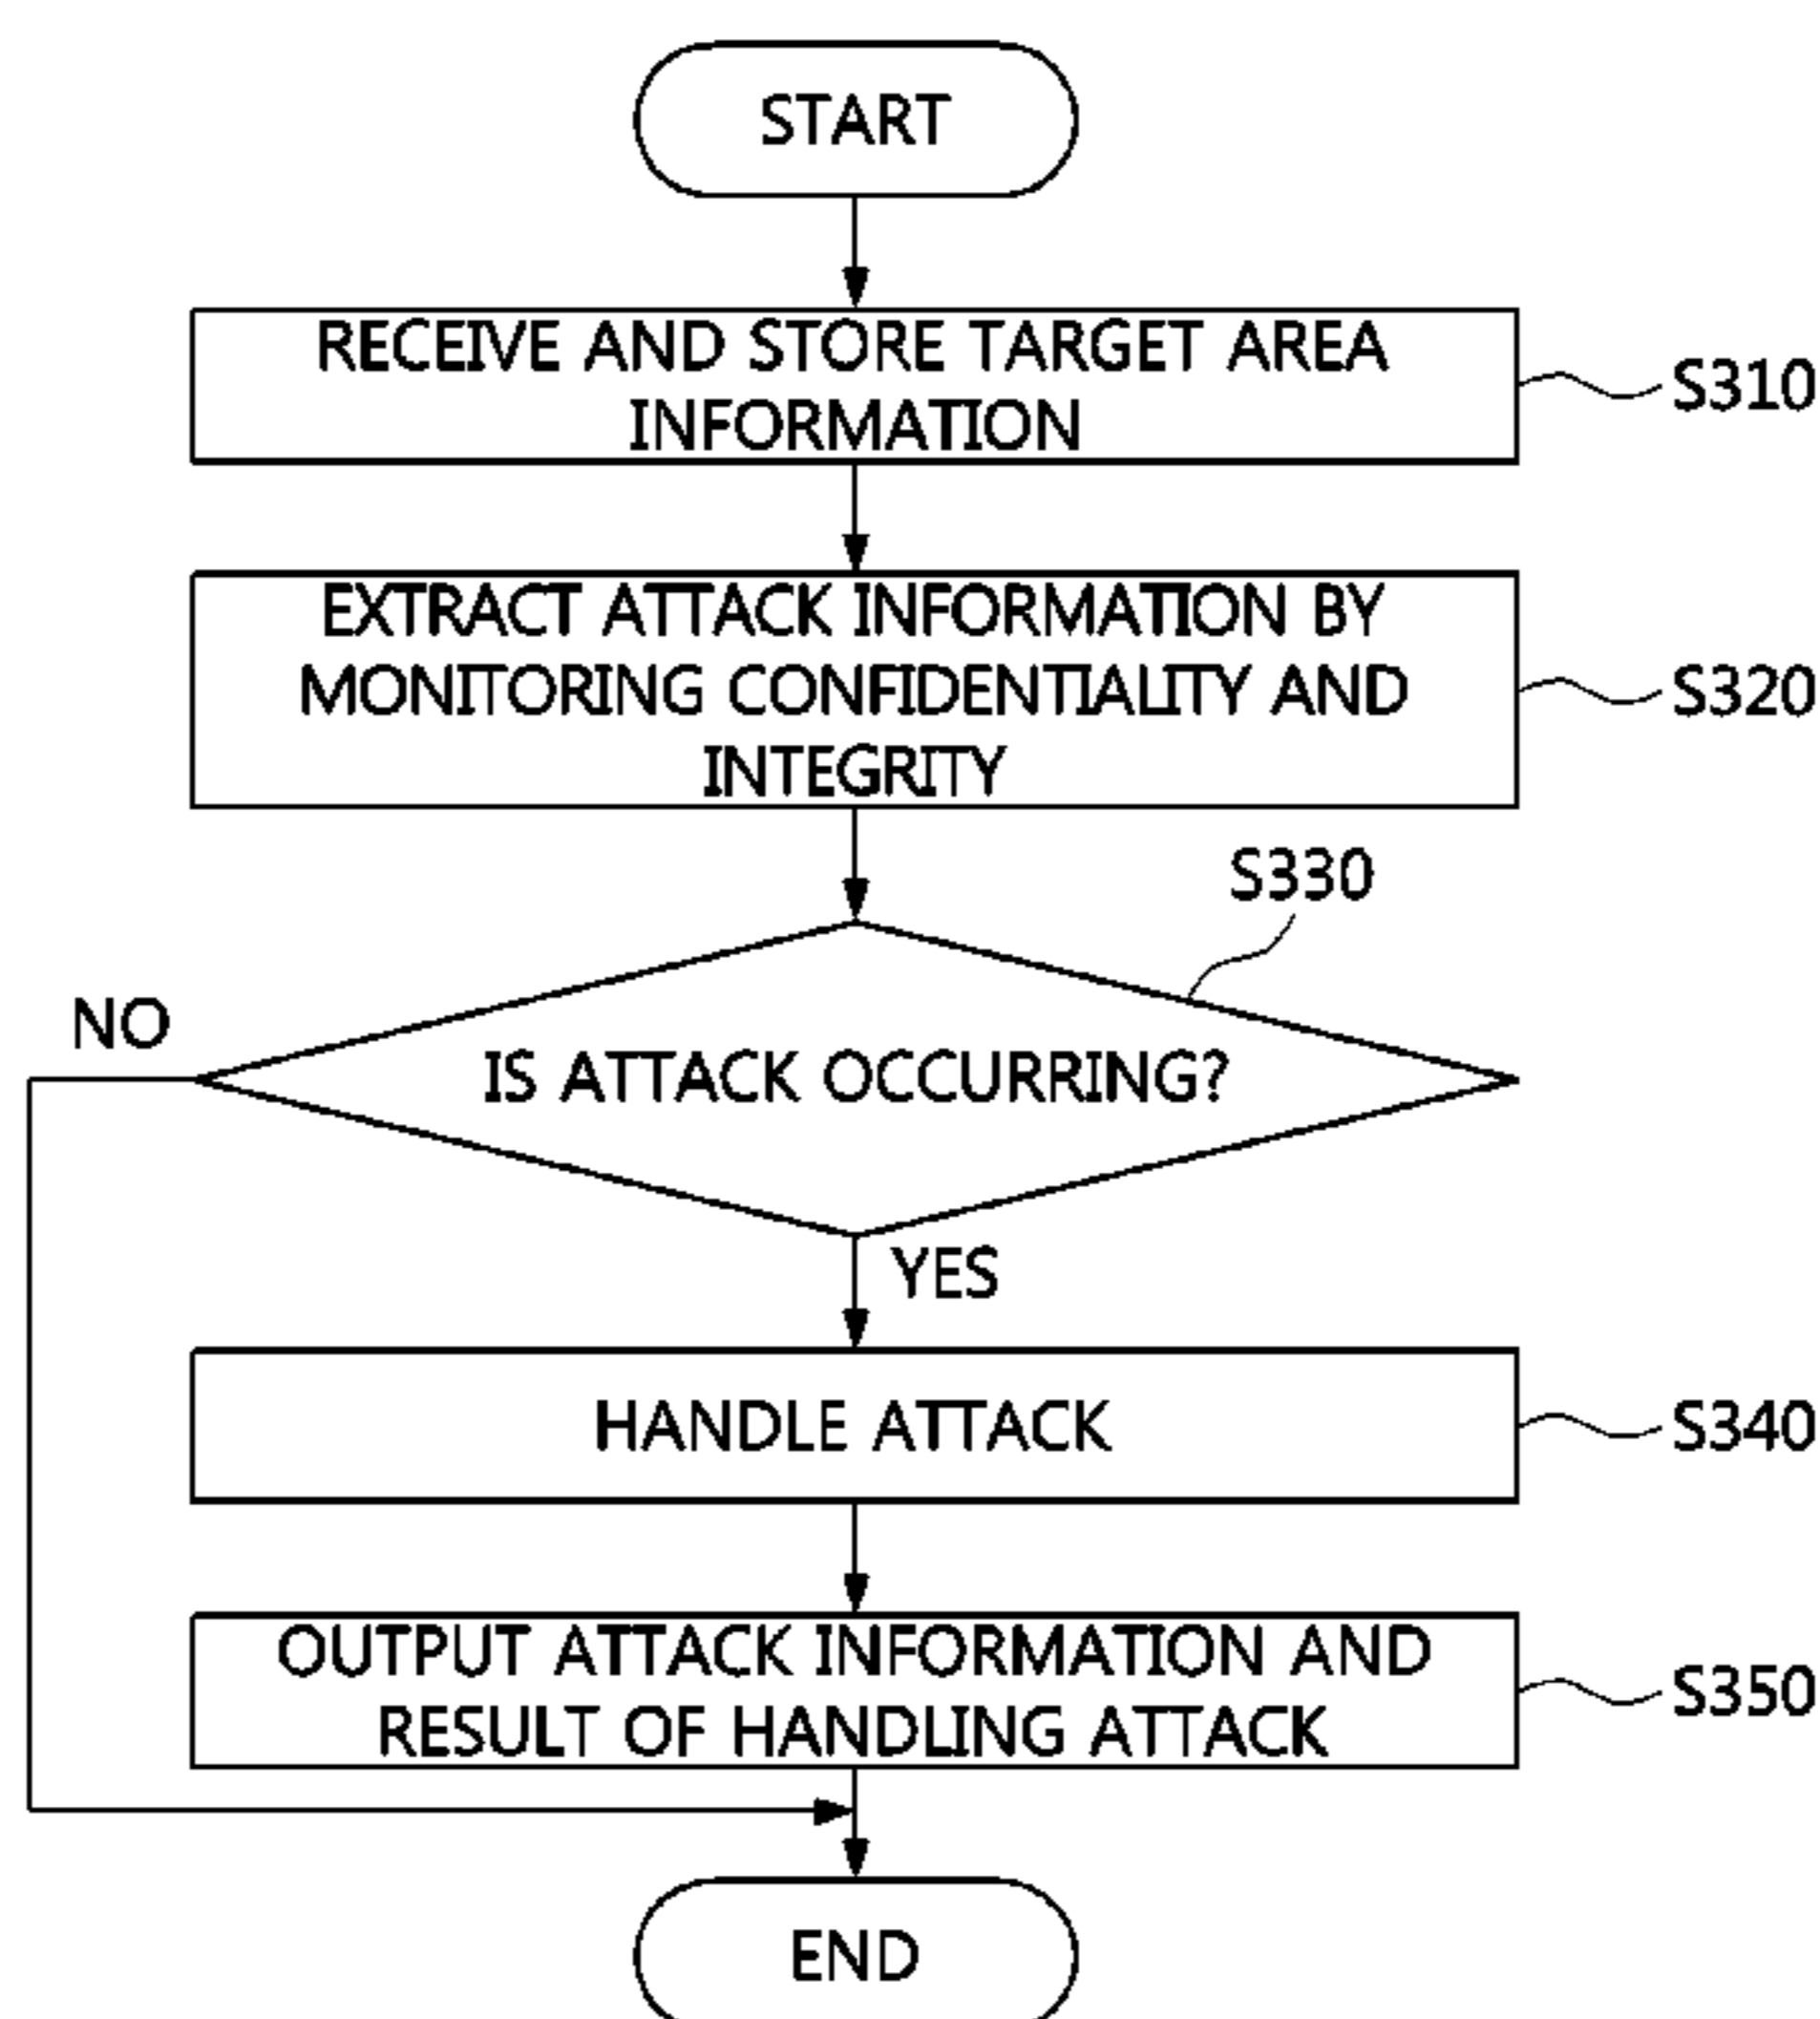 START
RECEIVE AND STORE TARGET AREA
INFORMATION
S310
EXTRACT ATTACK INFORMATION BY
MONITORING CONFIDENTIALITY AND
INTEGRITY
S320
S330
NO
IS ATTACK OCCURRING?
YES
HANDLE ATTACK
S340
OUTPUT ATTACK INFORMATION AND
RESULT OF HANDLING ATTACK
S350
END